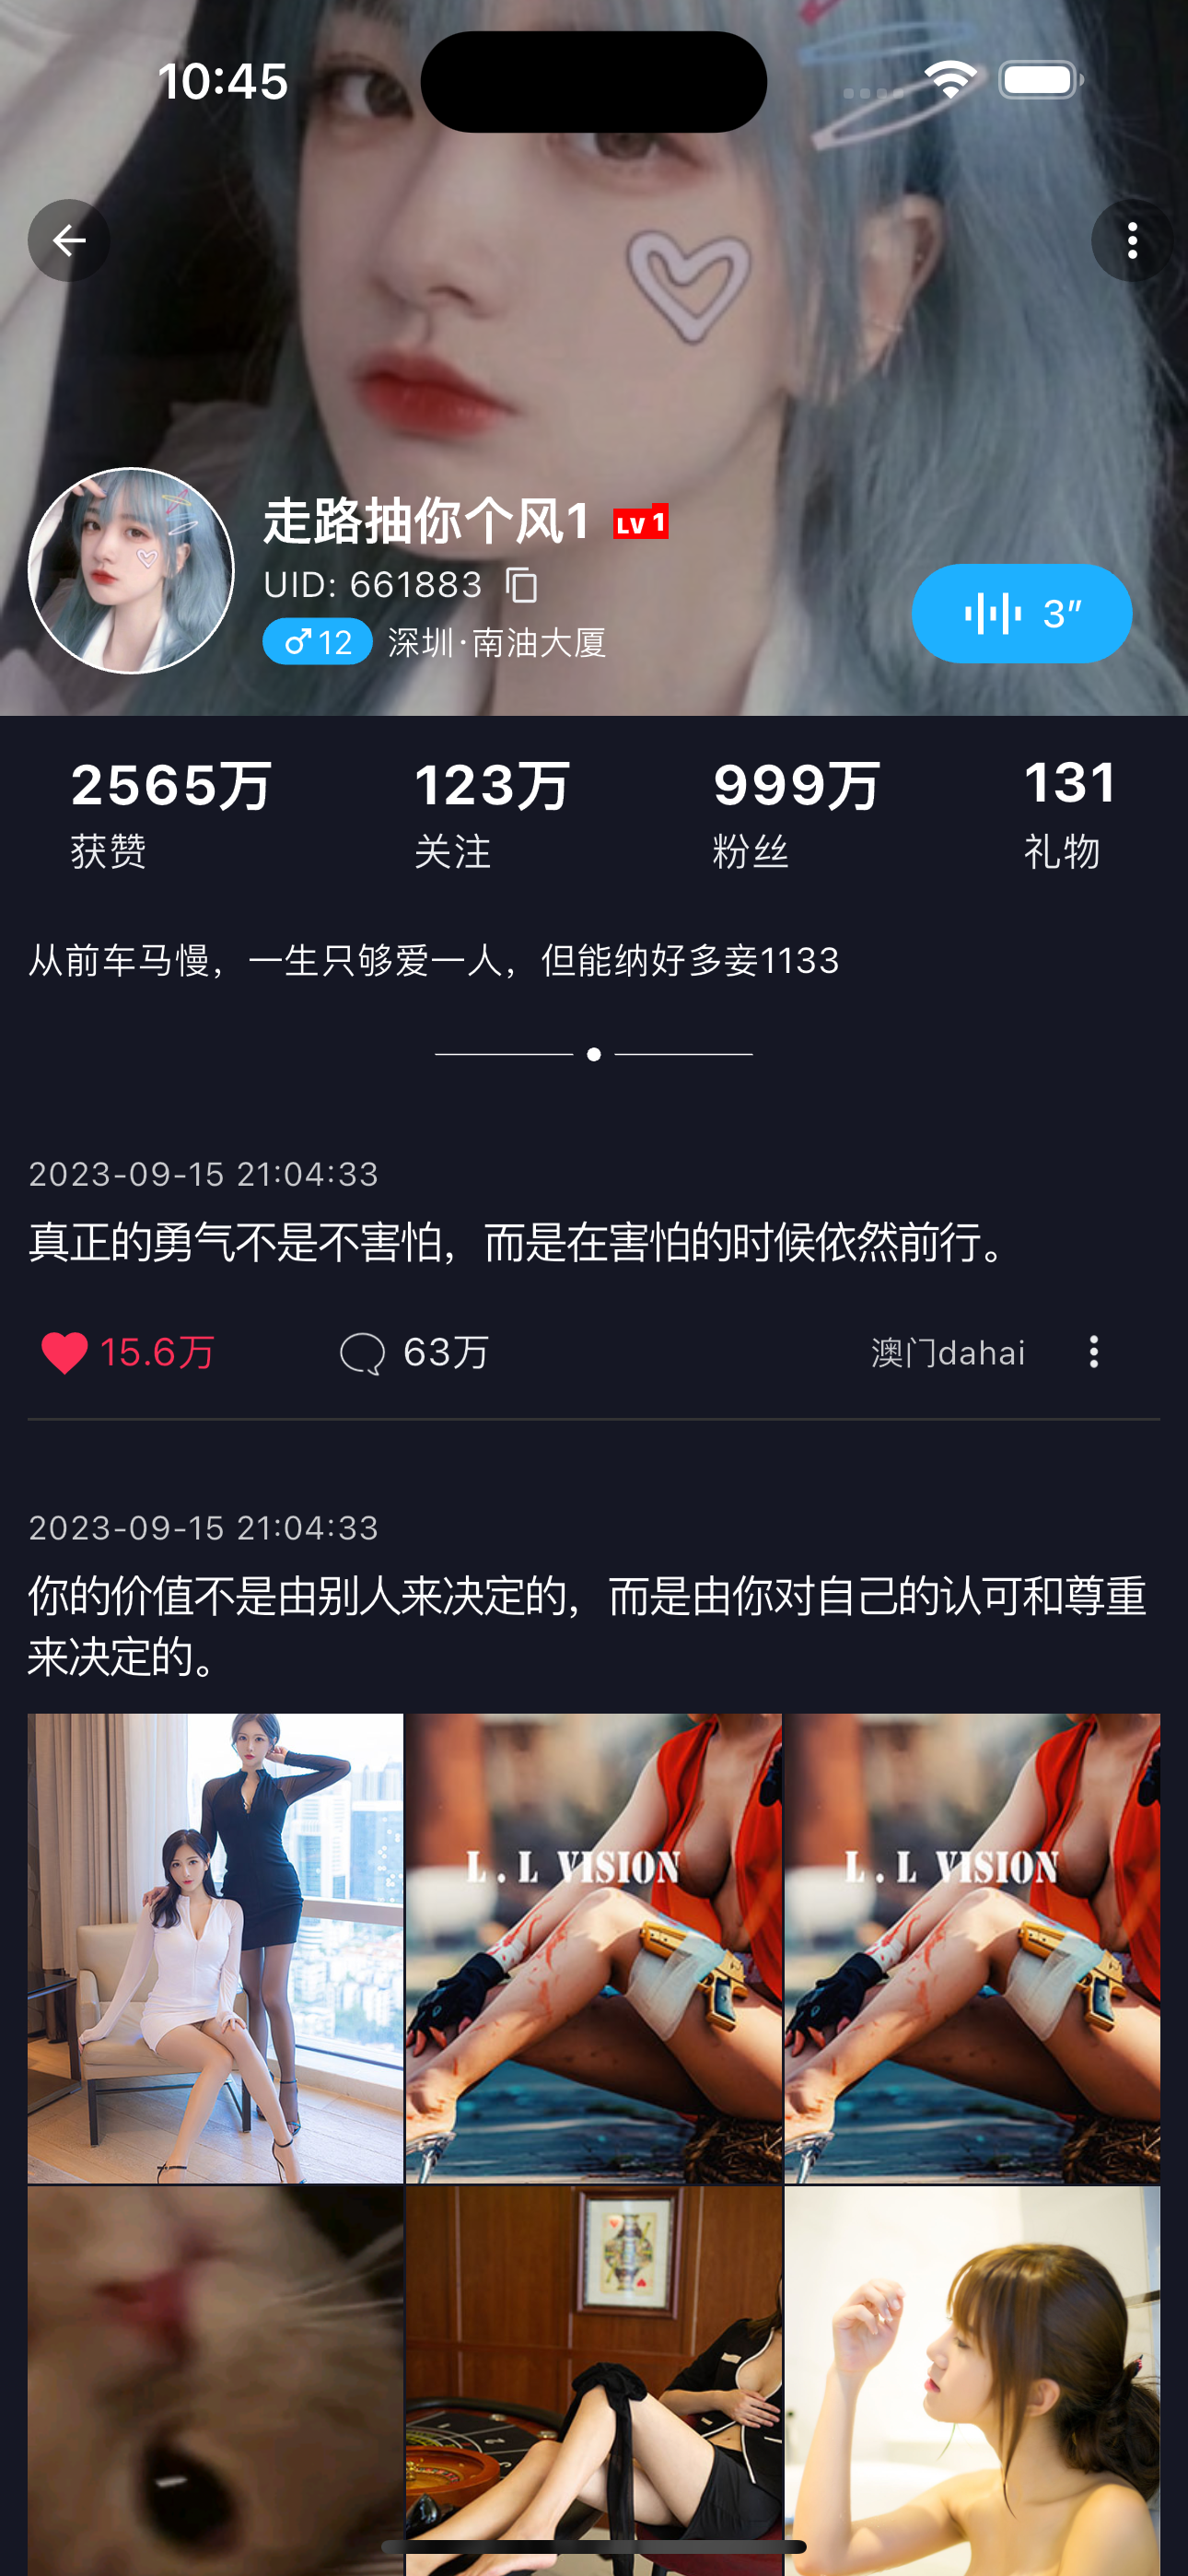 10:45
走路抽你个风1 LV 1
UID: 661883
12 深圳·南油大厦
3″
2565万 123万 999万 131
获赞 关注 粉丝 礼物
从前车马慢，一生只够爱一人，但能纳好多妾1133
2023-09-15 21:04:33
真正的勇气不是不害怕，而是在害怕的时候依然前行。
15.6万 63万 澳门dahai
2023-09-15 21:04:33
你的价值不是由别人来决定的，而是由你对自己的认可和尊重
来决定的。
L.L VISION L.L VISION